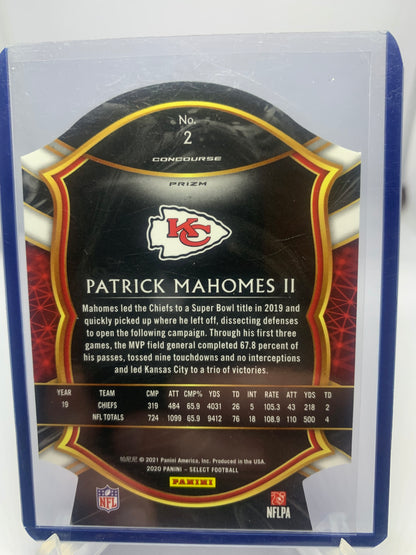 No.
2
CONCOURSE
PRIZM
KC
PATRICK MAHOMES II
Mahomes led the Chiefs to a Super Bowl title in 2019 and
quickly picked up where he left off, dissecting defenses
to open the following campaign. Through his first three
games, the MVP field general completed 67.8 percent of
his passes, tossed nine touchdowns and no interceptions
and led Kansas City to a trio of victories.
YEAR TEAM CMP ATT CMP% YDS TD INT RATE ATT YDS TD
19 CHIEFS 319 484 65.9 4031 26 5 105.3 43 218 2
NFL TOTALS 724 1099 65.9 9412 76 18 108.9 110 500 4
© 2021 Panini America, Inc. Produced in the USA.
2020 PANINI - SELECT FOOTBALL
NFL
PANINI
NFLPA